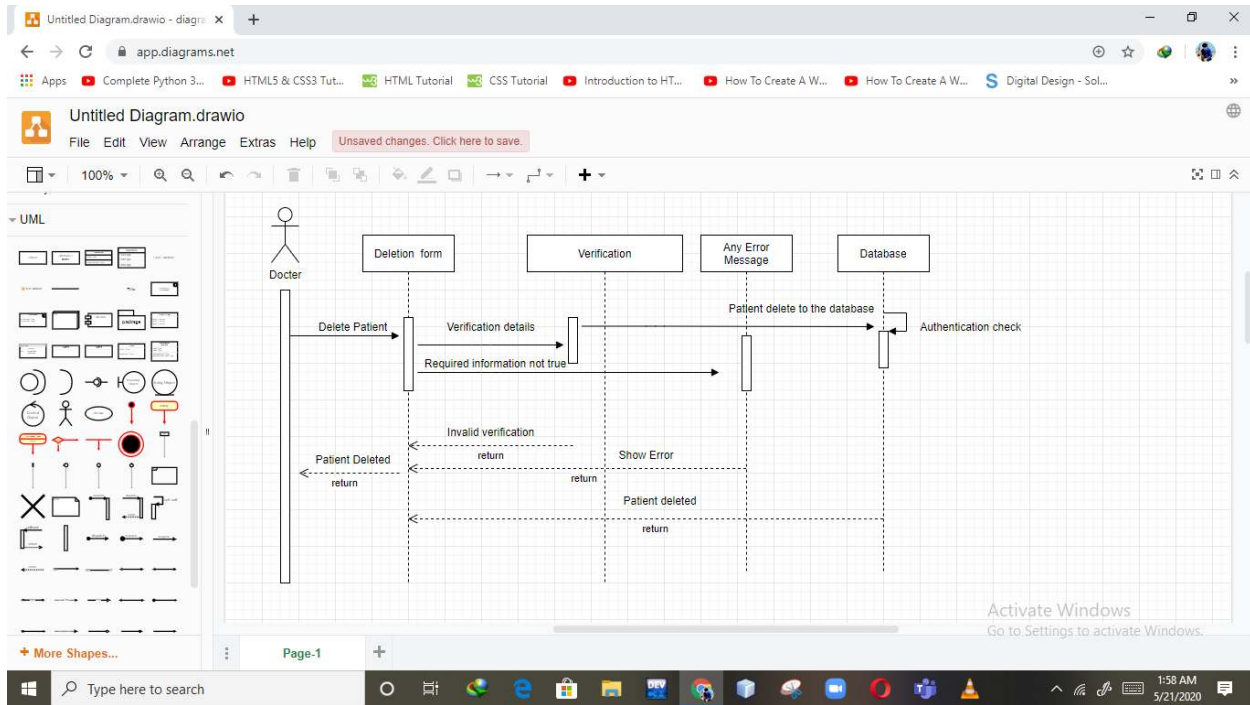 Untitled Diagram.drawio - diagra
app.diagrams.net
Apps Complete Python 3... HTML5 & CSS3 Tut... HTML Tutorial CSS Tutorial Introduction to HT... How To Create A W... How To Create A W... Digital Design - Sol...
Untitled Diagram.drawio
File Edit View Arrange Extras Help Unsaved changes. Click here to save.
100%
UML
Docter
Deletion form
Verification
Any Error
Message
Database
Patient delete to the database
Delete Patient
Verification details
Authentication check
Required information not true
Invalid verification
return
Show Error
Patient Deleted
return
return
Patient deleted
return
package
Activate Windows
Go to Settings to activate Windows.
+ More Shapes...
Page-1
Type here to search
DEV
1:58 AM
5/21/2020